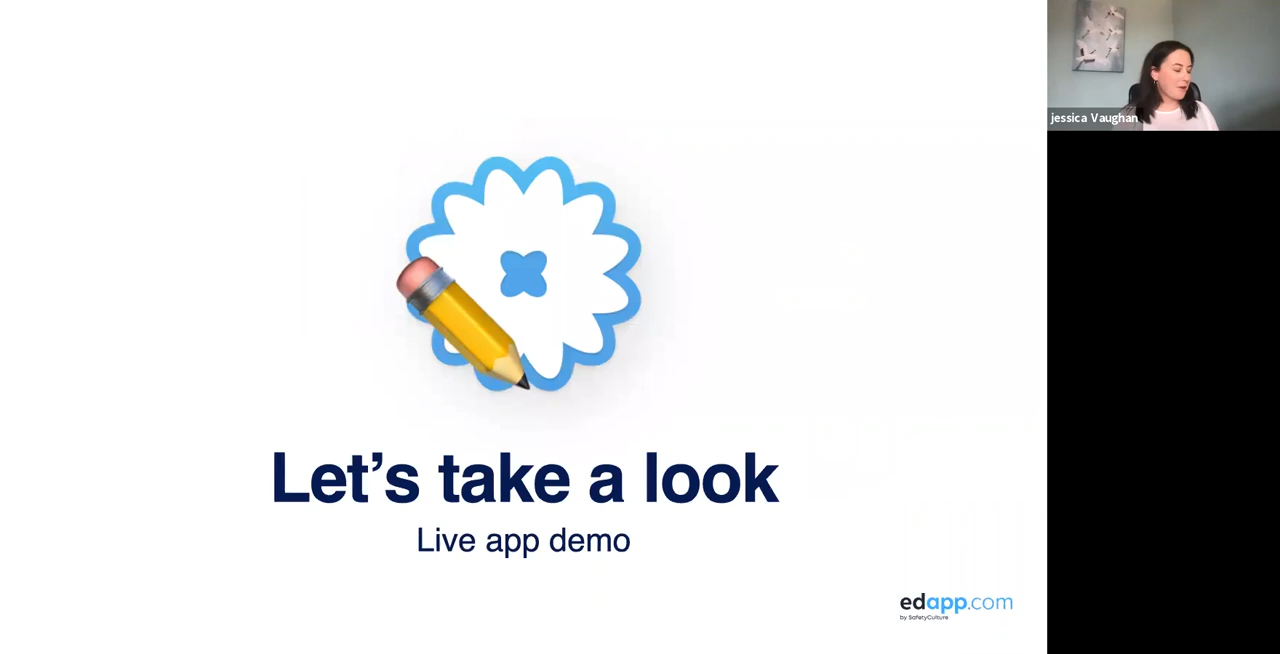 jessica Vaughan
Let's take a look
Live app demo
edapp.com
by SafetyCulture